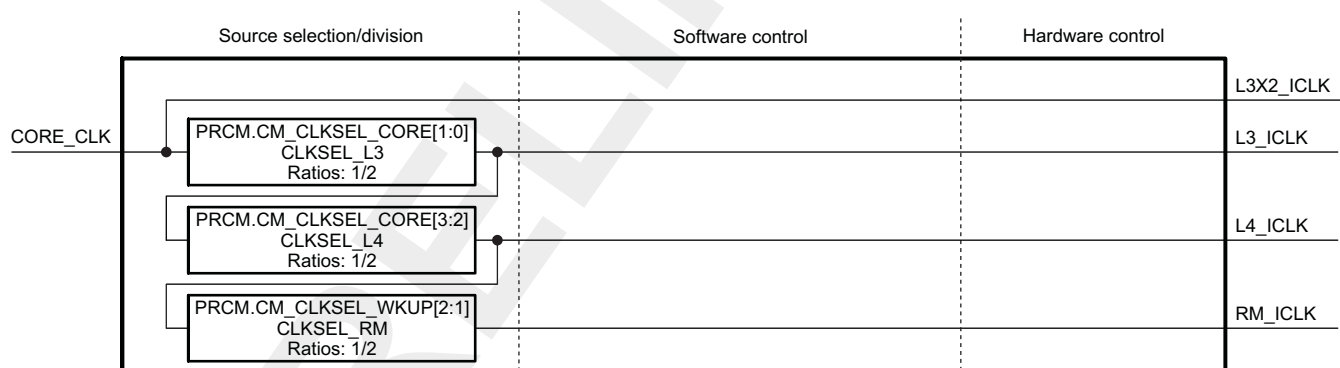 Source selection/division
Software control
Hardware control
CORE_CLK
L3X2_ICLK
PRCM.CM_CLKSEL_CORE[1:0]
CLKSEL_L3
Ratios: 1/2
L3_ICLK
PRCM.CM_CLKSEL_CORE[3:2]
CLKSEL_L4
Ratios: 1/2
L4_ICLK
PRCM.CM_CLKSEL_WKUP[2:1]
CLKSEL_RM
Ratios: 1/2
RM_ICLK